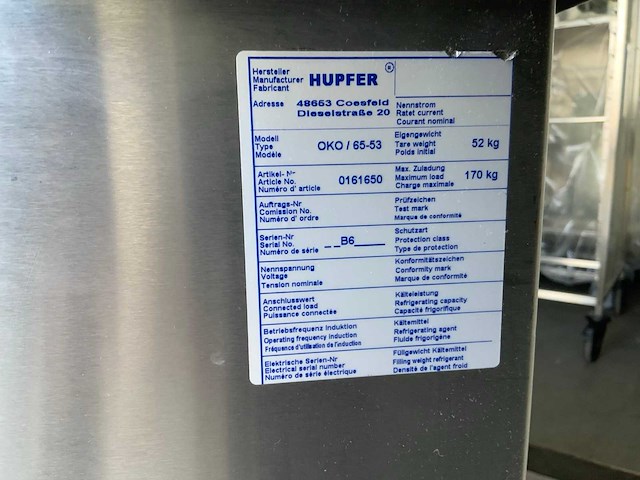 Hersteller
Manufacturer
Fabricant
HUPFER ®
Adresse
48653 Coesfeld
Dieselstraße 20
Nennstrom
Ratet current
Courant nominal
Modell
Type
Modèle
OKO / 65-53
Eigengewicht
Tare weight
Poids initial
52 kg
Artikel- Nr
Article No.
Numéro d' article
0161650
Max. Zuladung
Maximum load
Charge maximale
170 kg
Auftrags-Nr
Comission No.
Numéro d' ordre
Prüfzeichen
Test mark
Marque de conformité
Serien-Nr
Serial No.
Numéro de série
_ _B6____
Schutzart
Protection class
Type de protection
Nennspannung
Voltage
Tension nominale
Konformitätszeichen
Conformity mark
Marque de conformité
Anschlusswert
Connected load
Puissance connectée
Kälteleistung
Refrigerating capacity
Capacité frigorifique
Betriebsfrequenz Induktion
Operating frequency induction
Fréquence d'utilisation de l'induction
Kältemittel
Refrigerating agent
Fluide frigorigène
Elektrische Serien-Nr
Electrical serial number
Numéro de série électrique
Füllgewicht Kältemittel
Filling weight refrigerant
Densité de l'agent froid